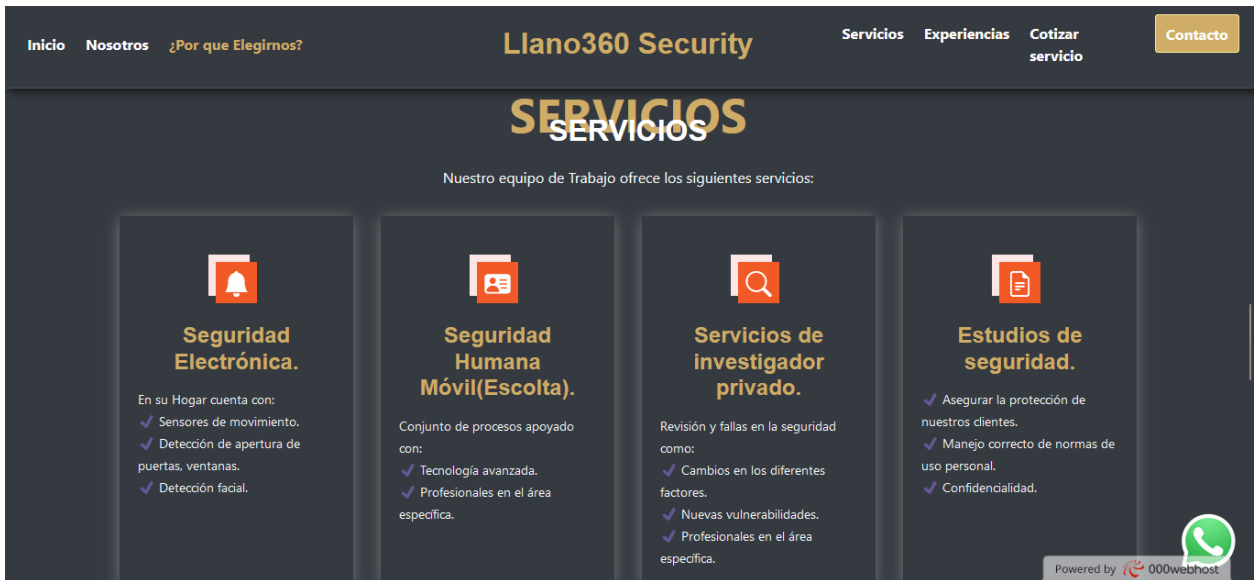 Inicio Nosotros ¿Por que Elegirnos?
Llano360 Security
Servicios Experiencias Cotizar
servicio
Contacto
SERVICIOS
SERVICIOS
Nuestro equipo de Trabajo ofrece los siguientes servicios:
Seguridad
Electrónica.
En su Hogar cuenta con:
Sensores de movimiento.
Detección de apertura de
puertas, ventanas.
Detección facial.
Seguridad
Humana
Móvil(Escolta).
Conjunto de procesos apoyado
con:
Tecnología avanzada.
Profesionales en el área
específica.
Servicios de
investigador
privado.
Revisión y fallas en la seguridad
como:
Cambios en los diferentes
factores.
Nuevas vulnerabilidades.
Profesionales en el área
específica.
Estudios de
seguridad.
Asegurar la protección de
nuestros clientes.
Manejo correcto de normas de
uso personal.
Confidencialidad.
Powered by 000webhost